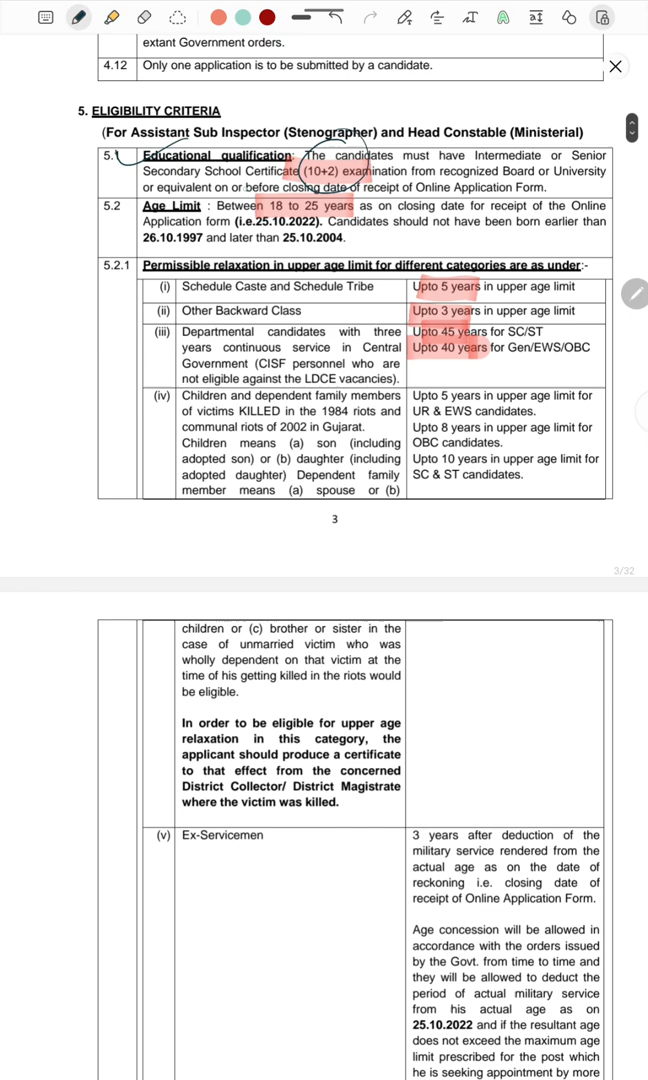 extant Government orders.
4.12 Only one application is to be submitted by a candidate.
5. ELIGIBILITY CRITERIA
(For Assistant Sub Inspector (Stenographer) and Head Constable (Ministerial)
5.1 Educational qualification: The candidates must have Intermediate or Senior
Secondary School Certificate (10+2) examination from recognized Board or University
or equivalent on or before closing date of receipt of Online Application Form.
5.2 Age Limit : Between 18 to 25 years as on closing date for receipt of the Online
Application form (i.e.25.10.2022). Candidates should not have been born earlier than
26.10.1997 and later than 25.10.2004.
5.2.1 Permissible relaxation in upper age limit for different categories are as under:-
(i) Schedule Caste and Schedule Tribe Upto 5 years in upper age limit
(ii) Other Backward Class Upto 3 years in upper age limit
(iii) Departmental candidates with three Upto 45 years for SC/ST
years continuous service in Central Upto 40 years for Gen/EWS/OBC
Government (CISF personnel who are
not eligible against the LDCE vacancies).
(iv) Children and dependent family members Upto 5 years in upper age limit for
of victims KILLED in the 1984 riots and UR & EWS candidates.
communal riots of 2002 in Gujarat. Upto 8 years in upper age limit for
Children means (a) son (including OBC candidates.
adopted son) or (b) daughter (including Upto 10 years in upper age limit for
adopted daughter) Dependent family SC & ST candidates.
member means (a) spouse or (b)
3
3/32
children or (c) brother or sister in the
case of unmarried victim who was
wholly dependent on that victim at the
time of his getting killed in the riots would
be eligible.
In order to be eligible for upper age
relaxation in this category, the
applicant should produce a certificate
to that effect from the concerned
District Collector/ District Magistrate
where the victim was killed.
(v) Ex-Servicemen 3 years after deduction of the
military service rendered from the
actual age as on the date of
reckoning i.e. closing date of
receipt of Online Application Form.
Age concession will be allowed in
accordance with the orders issued
by the Govt. from time to time and
they will be allowed to deduct the
period of actual military service
from his actual age as on
25.10.2022 and if the resultant age
does not exceed the maximum age
limit prescribed for the post which
he is seeking appointment by more